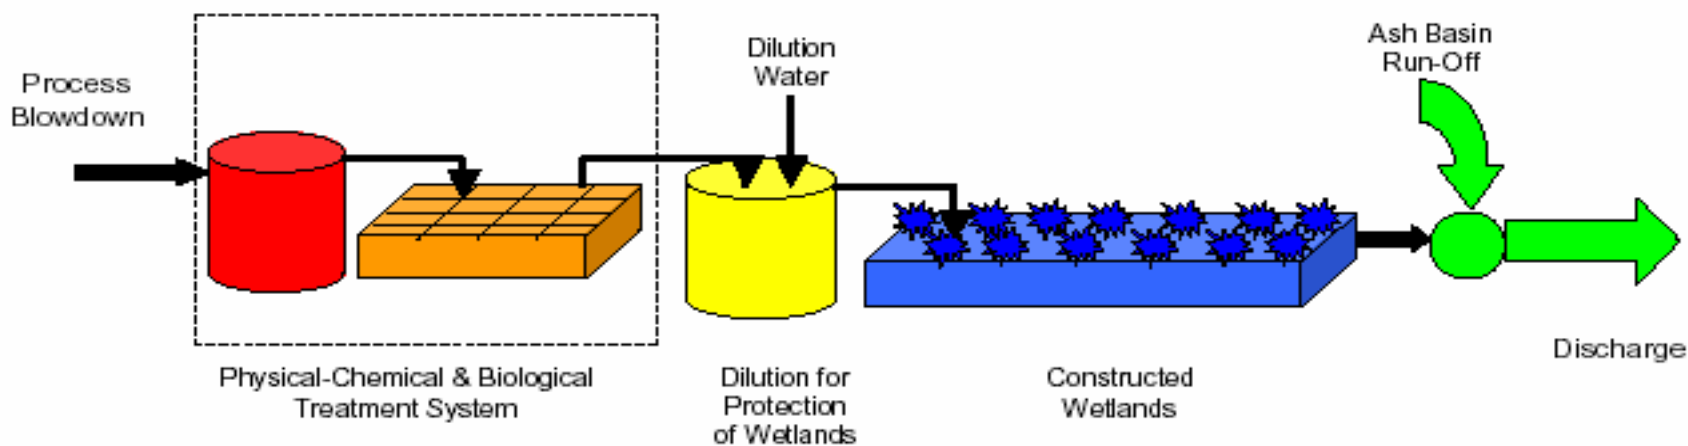 Process
Blowdown
Dilution
Water
Ash Basin
Run-Off
Physical-Chemical & Biological
Treatment System
Dilution for
Protection
of Wetlands
Constructed
Wetlands
Discharge